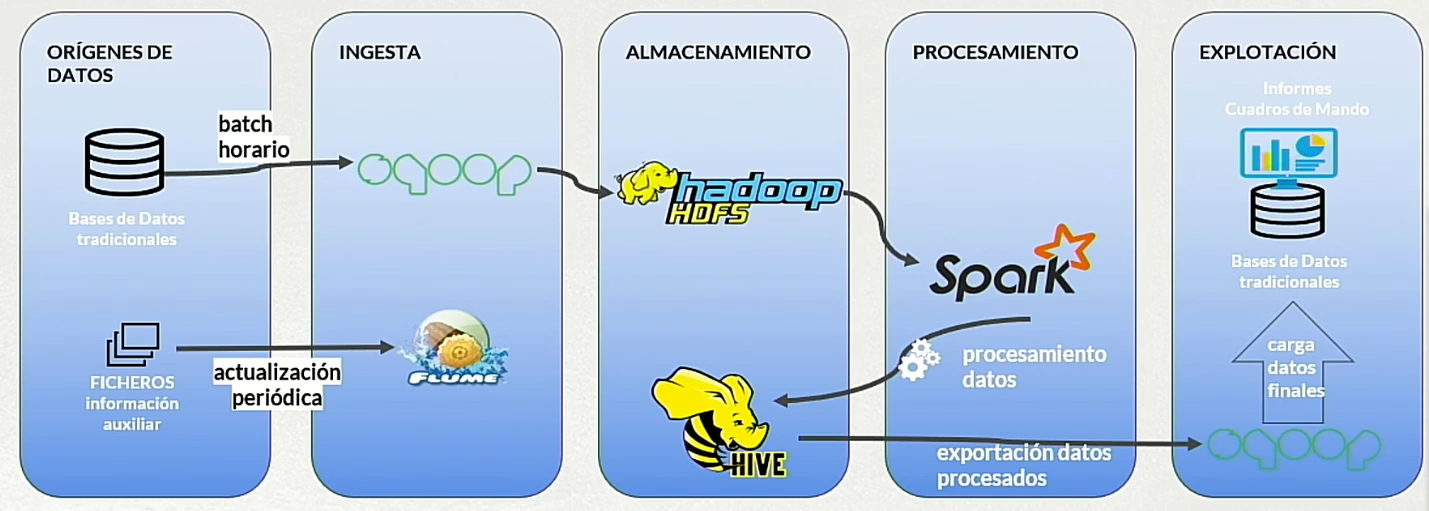 ORÍGENES DE
DATOS
batch
horario
Bases de Datos
tradicionales
FICHEROS
información
auxiliar
actualización
periódica
INGESTA
sqoop
FLUME
ALMACENAMIENTO
hadoop
HDFS
HIVE
PROCESAMIENTO
Spark
procesamiento
datos
exportación datos
procesados
EXPLOTACIÓN
Informes
Cuadros de Mando
Bases de Datos
tradicionales
carga
datos
finales
sqoop